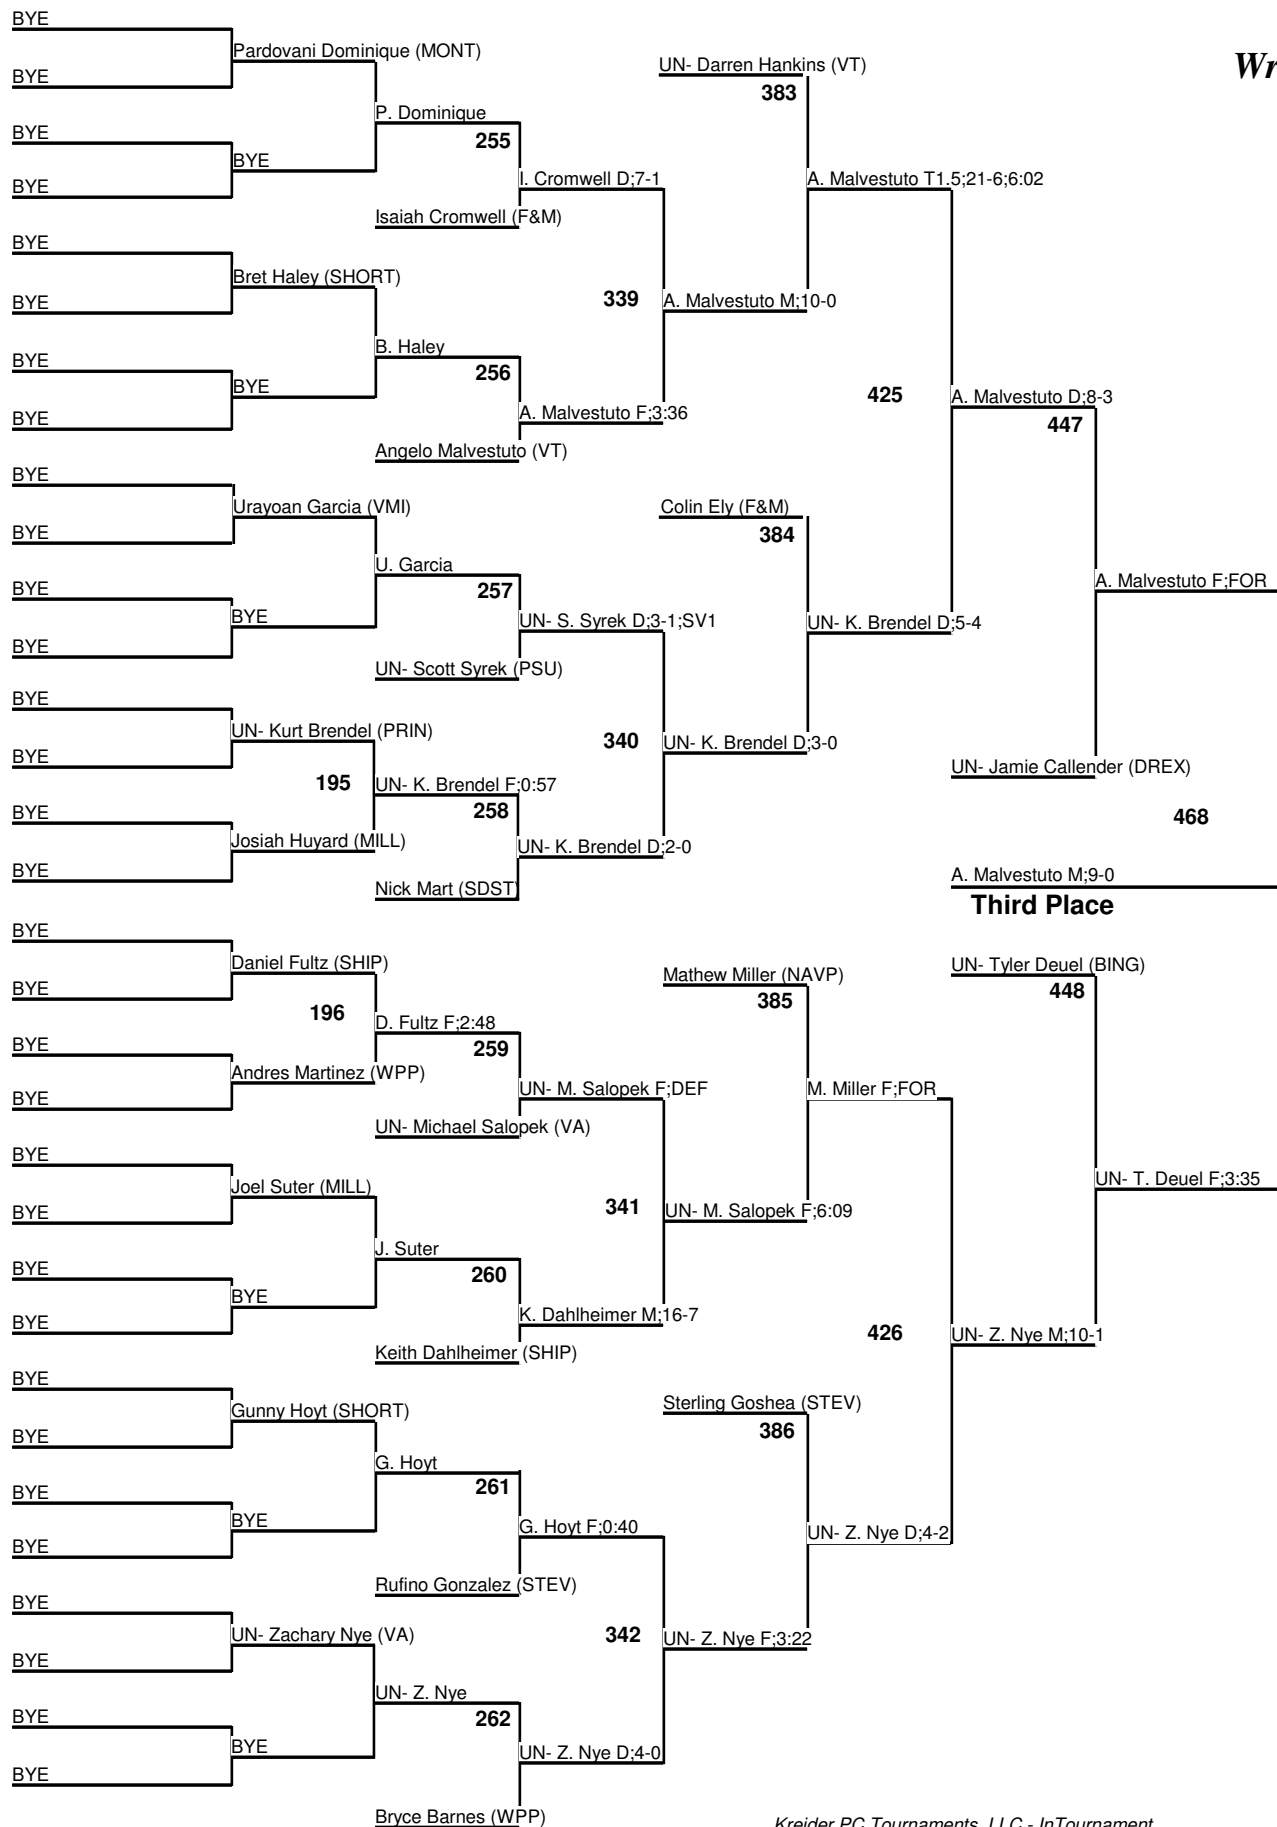 BYE
Pardovani Dominique (MONT)
UN- Darren Hankins (VT)
Wr
BYE
383
P. Dominique
BYE
255
BYE
I. Cromwell D;7-1
A. Malvestuto T1.5;21-6;6:02
BYE
Isaiah Cromwell (F&M)
BYE
Bret Haley (SHORT)
BYE
339
A. Malvestuto M;10-0
B. Haley
BYE
256
BYE
425
A. Malvestuto D;8-3
BYE
A. Malvestuto F;3:36
447
Angelo Malvestuto (VT)
BYE
Urayoan Garcia (VMI)
Colin Ely (F&M)
BYE
384
U. Garcia
BYE
257
A. Malvestuto F;FOR
BYE
UN- S. Syrek D;3-1;SV1
UN- K. Brendel D;5-4
BYE
UN- Scott Syrek (PSU)
BYE
UN- Kurt Brendel (PRIN)
340
UN- K. Brendel D;3-0
BYE
UN- Jamie Callender (DREX)
195
UN- K. Brendel F;0:57
BYE
258
468
Josiah Huyard (MILL)
UN- K. Brendel D;2-0
BYE
Nick Mart (SDST)
A. Malvestuto M;9-0
Third Place
BYE
Daniel Fultz (SHIP)
Mathew Miller (NAVP)
UN- Tyler Deuel (BING)
BYE
385
448
196
D. Fultz F;2:48
BYE
259
Andres Martinez (WPP)
UN- M. Salopek F;DEF
M. Miller F;FOR
BYE
UN- Michael Salopek (VA)
BYE
Joel Suter (MILL)
UN- T. Deuel F;3:35
BYE
341
UN- M. Salopek F;6:09
J. Suter
BYE
260
BYE
K. Dahlheimer M;16-7
BYE
426
UN- Z. Nye M;10-1
Keith Dahlheimer (SHIP)
BYE
Gunny Hoyt (SHORT)
Sterling Goshea (STEV)
BYE
386
G. Hoyt
BYE
261
BYE
G. Hoyt F;0:40
UN- Z. Nye D;4-2
BYE
Rufino Gonzalez (STEV)
BYE
UN- Zachary Nye (VA)
342
UN- Z. Nye F;3:22
BYE
UN- Z. Nye
BYE
262
BYE
UN- Z. Nye D;4-0
BYE
Bryce Barnes (WPP)
Kreider PC Tournaments, LLC - InTournament